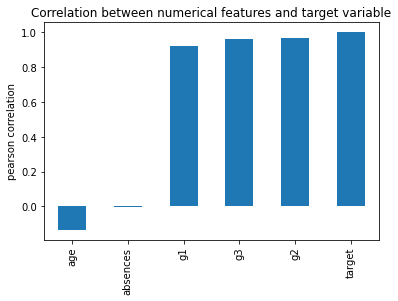 Correlation between numerical features and target variable
pearson correlation
1.0
0.8
0.6
0.4
0.2
0.0
age
absences
g1
g3
g2
target